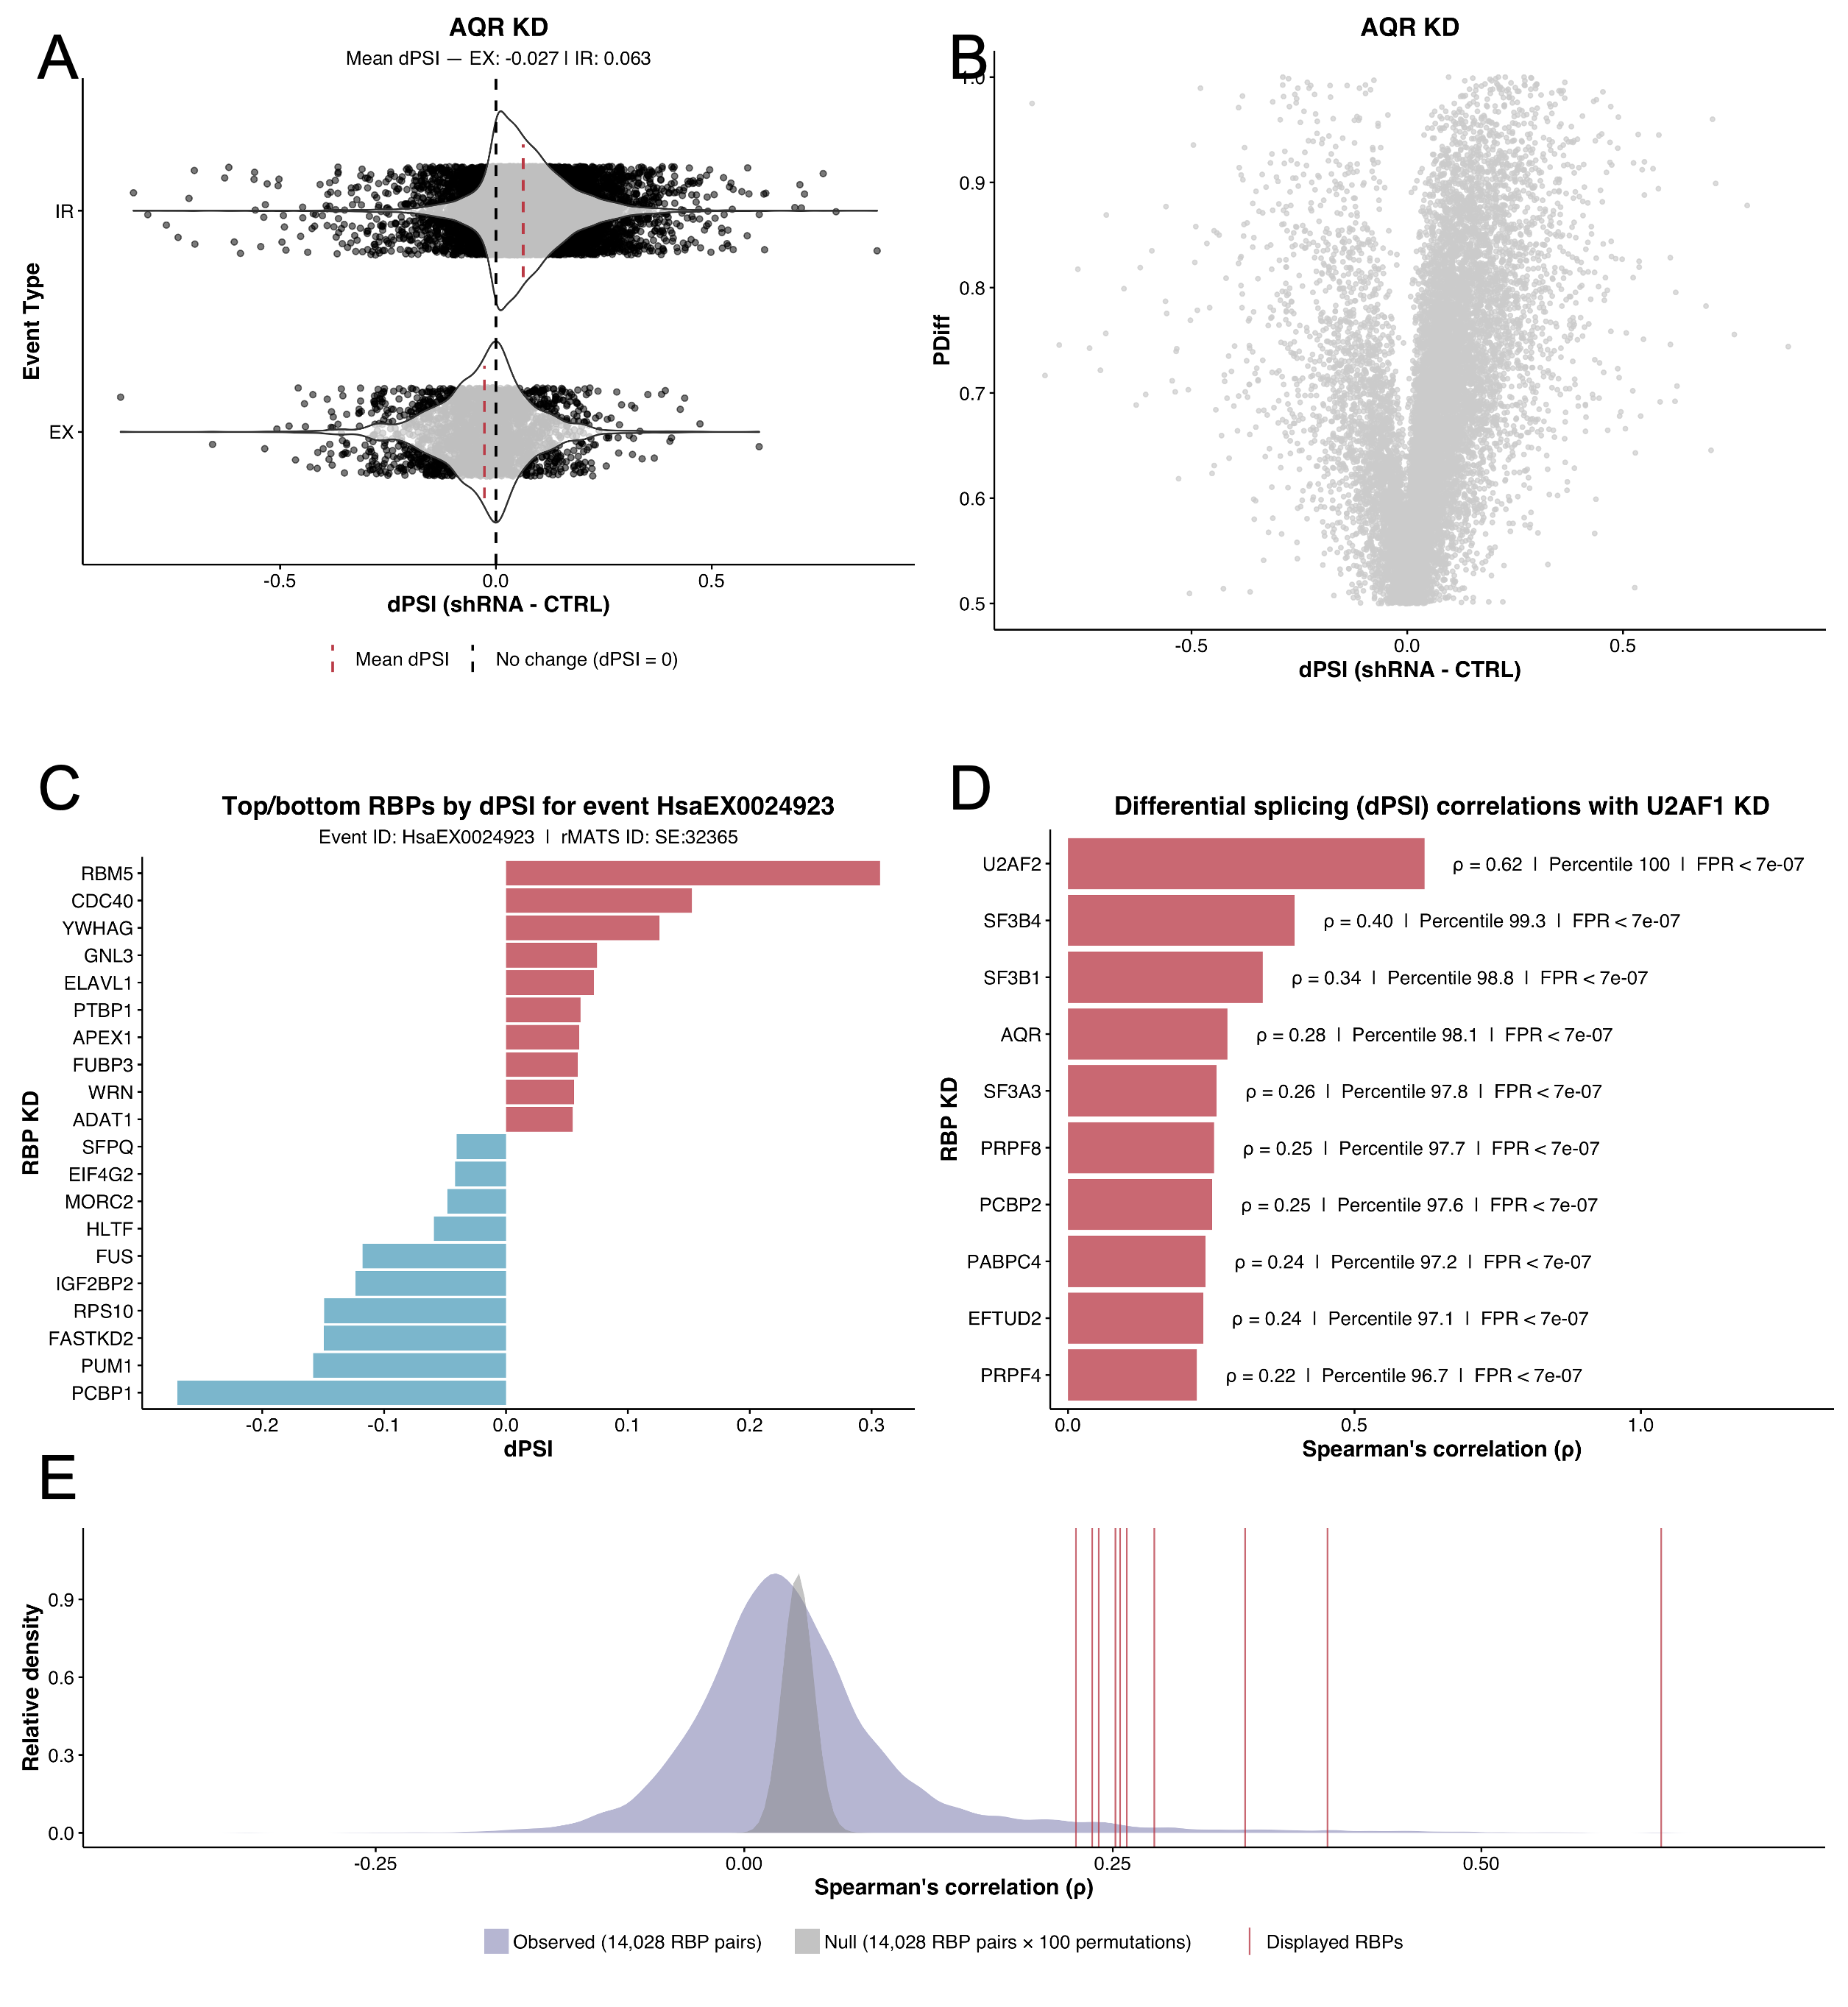 A
AQR KD
Mean dPSI — EX: -0.027 | IR: 0.063
Event Type
IR
EX
-0.5
0.0
0.5
dPSI (shRNA - CTRL)
Mean dPSI
No change (dPSI = 0)
B
AQR KD
PDiff
1.0
0.9
0.8
0.7
0.6
0.5
-0.5
0.0
0.5
dPSI (shRNA - CTRL)
C
Top/bottom RBPs by dPSI for event HsaEX0024923
Event ID: HsaEX0024923 | rMATS ID: SE:32365
RBP KD
RBM5
CDC40
YWHAG
GNL3
ELAVL1
PTBP1
APEX1
FUBP3
WRN
ADAT1
SFPQ
EIF4G2
MORC2
HLTF
FUS
IGF2BP2
RPS10
FASTKD2
PUM1
PCBP1
-0.2
-0.1
0.0
0.1
0.2
0.3
dPSI
D
Differential splicing (dPSI) correlations with U2AF1 KD
RBP KD
U2AF2 ρ = 0.62 | Percentile 100 | FPR < 7e-07
SF3B4 ρ = 0.40 | Percentile 99.3 | FPR < 7e-07
SF3B1 ρ = 0.34 | Percentile 98.8 | FPR < 7e-07
AQR ρ = 0.28 | Percentile 98.1 | FPR < 7e-07
SF3A3 ρ = 0.26 | Percentile 97.8 | FPR < 7e-07
PRPF8 ρ = 0.25 | Percentile 97.7 | FPR < 7e-07
PCBP2 ρ = 0.25 | Percentile 97.6 | FPR < 7e-07
PABPC4 ρ = 0.24 | Percentile 97.2 | FPR < 7e-07
EFTUD2 ρ = 0.24 | Percentile 97.1 | FPR < 7e-07
PRPF4 ρ = 0.22 | Percentile 96.7 | FPR < 7e-07
0.0
0.5
1.0
Spearman's correlation (ρ)
E
Relative density
0.9
0.6
0.3
0.0
-0.25
0.00
0.25
0.50
Spearman's correlation (ρ)
Observed (14,028 RBP pairs)
Null (14,028 RBP pairs × 100 permutations)
Displayed RBPs